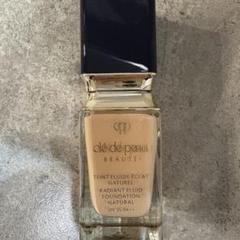 clé de peau
BEAUTÉ
TEINT FLUIDE ÉCLAT
NATUREL
RADIANT FLUID
FOUNDATION
NATURAL